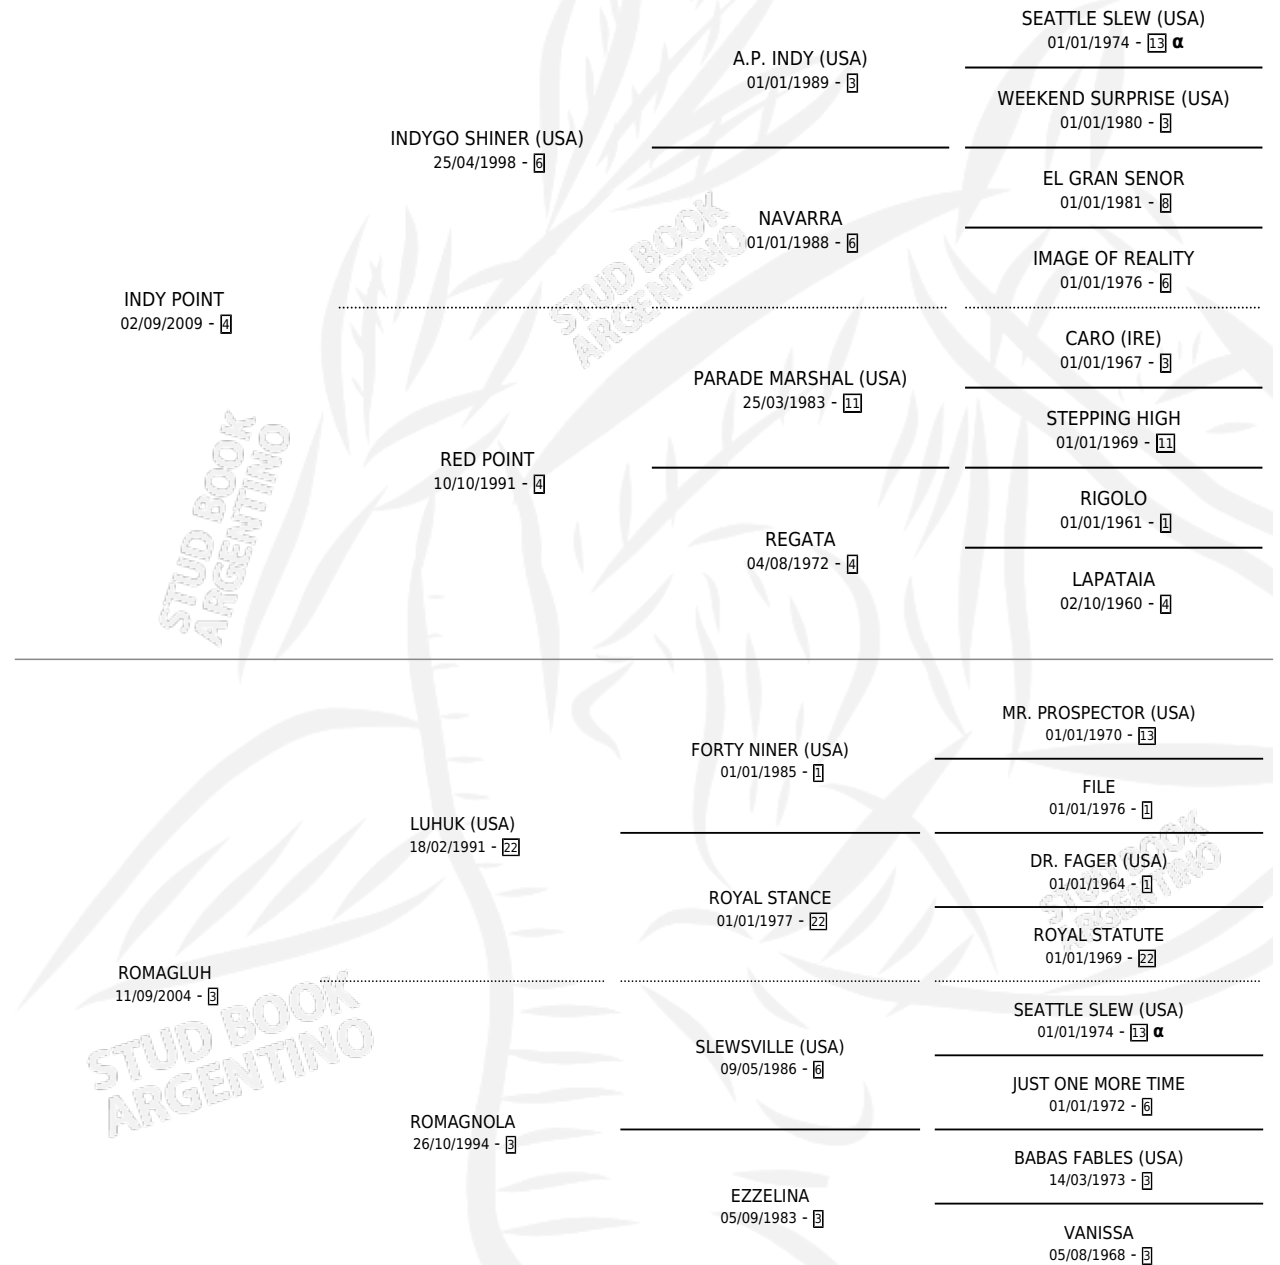 INDY POINT
02/09/2009 - 4
INDYGO SHINER (USA)
25/04/1998 - 6
RED POINT
10/10/1991 - 4
A.P. INDY (USA)
01/01/1989 - 3
NAVARRA
01/01/1988 - 6
PARADE MARSHAL (USA)
25/03/1983 - 11
REGATA
04/08/1972 - 4
SEATTLE SLEW (USA)
01/01/1974 - 13 α
WEEKEND SURPRISE (USA)
01/01/1980 - 3
EL GRAN SENOR
01/01/1981 - 8
IMAGE OF REALITY
01/01/1976 - 6
CARO (IRE)
01/01/1967 - 3
STEPPING HIGH
01/01/1969 - 11
RIGOLO
01/01/1961 - 1
LAPATAIA
02/10/1960 - 4
STUD BOOK
ARGENTINO
STUD BOOK
ARGENTINO
ROMAGLUH
11/09/2004 - 3
LUHUK (USA)
18/02/1991 - 22
ROMAGNOLA
26/10/1994 - 3
FORTY NINER (USA)
01/01/1985 - 1
ROYAL STANCE
01/01/1977 - 22
SLEWSVILLE (USA)
09/05/1986 - 6
EZZELINA
05/09/1983 - 3
MR. PROSPECTOR (USA)
01/01/1970 - 13
FILE
01/01/1976 - 1
DR. FAGER (USA)
01/01/1964 - 1
ROYAL STATUTE
01/01/1969 - 22
SEATTLE SLEW (USA)
01/01/1974 - 13 α
JUST ONE MORE TIME
01/01/1972 - 6
BABAS FABLES (USA)
14/03/1973 - 3
VANISSA
05/08/1968 - 3
STUD BOOK
ARGENTINO
STUD BOOK
ARGENTINO